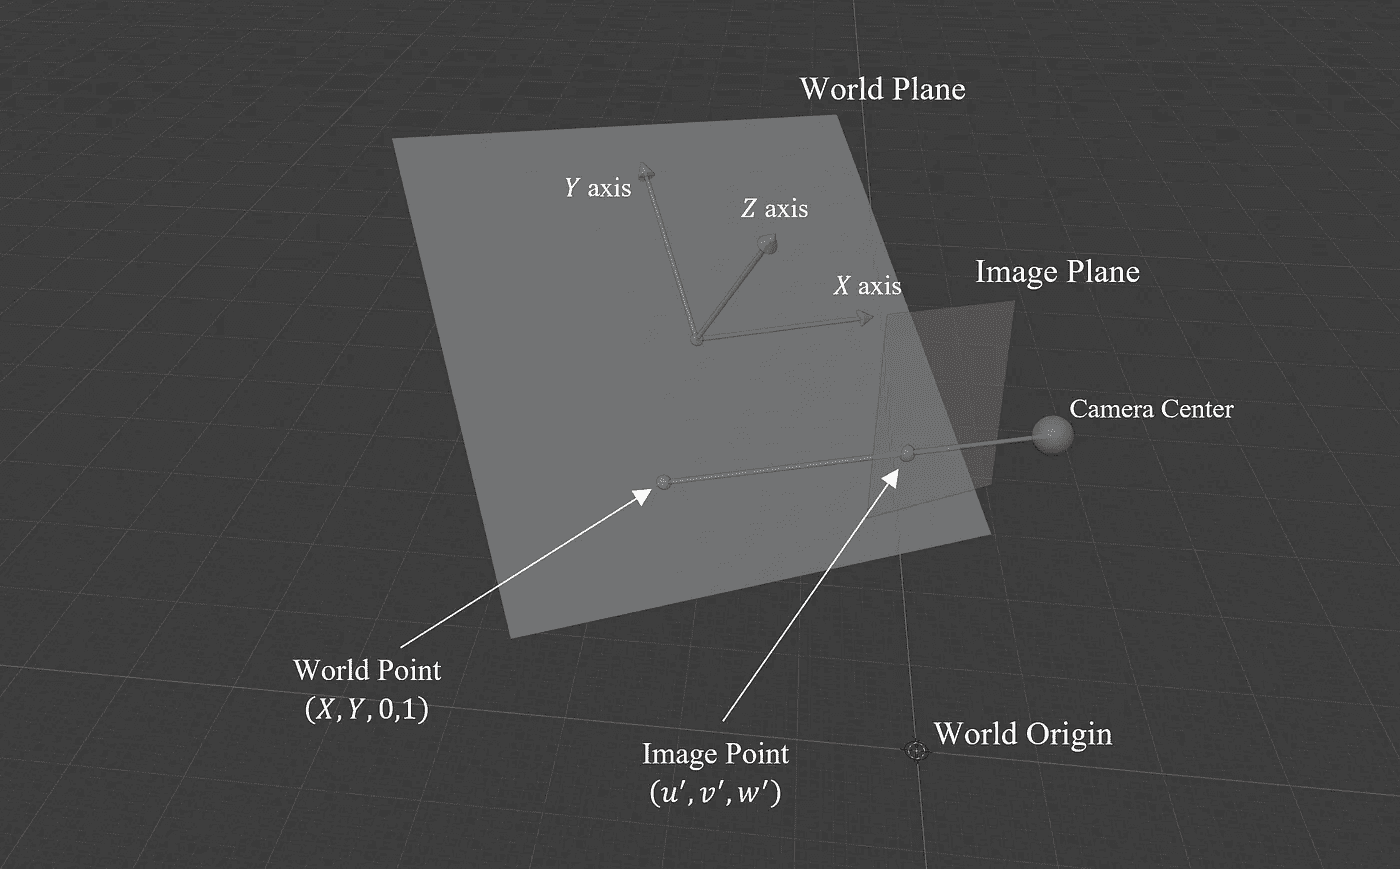 World Plane
Y axis
Z axis
X axis
Image Plane
Camera Center
World Point
(X, Y, 0,1)
World Origin
Image Point
(u′, v′, w′)